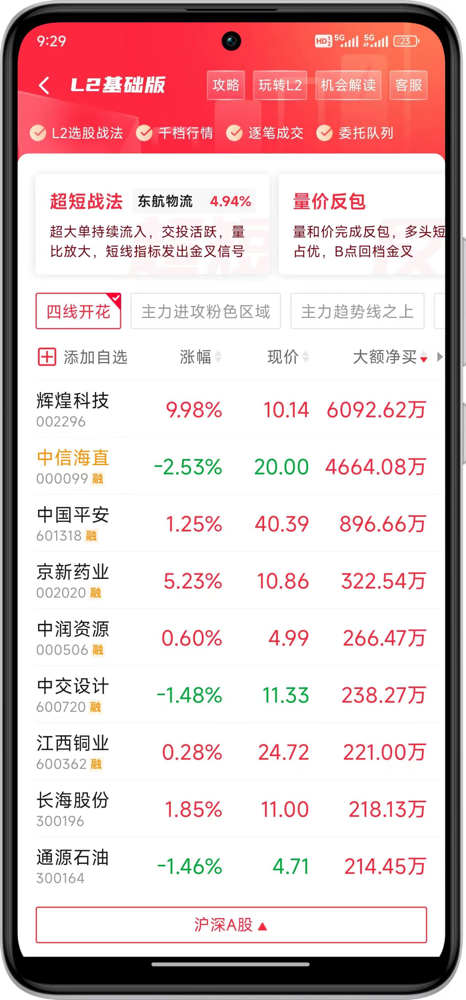 9:29 HD 1 2 5G 5G 23
L2基础版 攻略 玩转L2 机会解读 客服
L2选股战法 千档行情 逐笔成交 委托队列
超短战法 东航物流 4.94%
超大单持续流入，交投活跃，量
比放大，短线指标发出金叉信号
量价反包
量和价完成反包，多头短
占优，B点回档金叉
四线开花 主力进攻粉色区域 主力趋势线之上
添加自选 涨幅 现价 大额净买
辉煌科技 9.98% 10.14 6092.62万
002296
中信海直 -2.53% 20.00 4664.08万
000099 融
中国平安 1.25% 40.39 896.66万
601318 融
京新药业 5.23% 10.86 322.54万
002020 融
中润资源 0.60% 4.99 266.47万
000506 融
中交设计 -1.48% 11.33 238.27万
600720 融
江西铜业 0.28% 24.72 221.00万
600362 融
长海股份 1.85% 11.00 218.13万
300196
通源石油 -1.46% 4.71 214.45万
300164
沪深A股